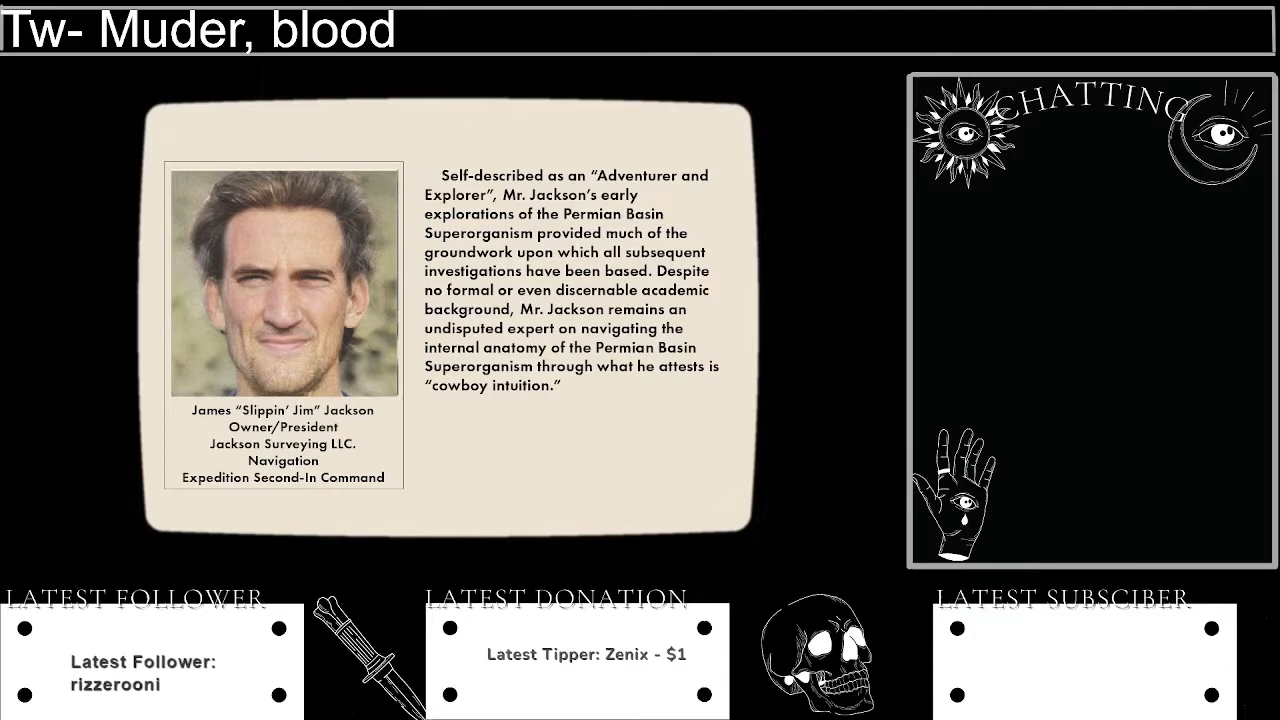 Tw- Muder, blood
CHATTING
Self-described as an “Adventurer and
Explorer”, Mr. Jackson’s early
explorations of the Permian Basin
Superorganism provided much of the
groundwork upon which all subsequent
investigations have been based. Despite
no formal or even discernable academic
background, Mr. Jackson remains an
undisputed expert on navigating the
internal anatomy of the Permian Basin
Superorganism through what he attests is
“cowboy intuition.”
James “Slippin’ Jim” Jackson
Owner/President
Jackson Surveying LLC.
Navigation
Expedition Second-In Command
LATEST FOLLOWER
Latest Follower:
rizzerooni
LATEST DONATION
Latest Tipper: Zenix - $1
LATEST SUBSCIBER